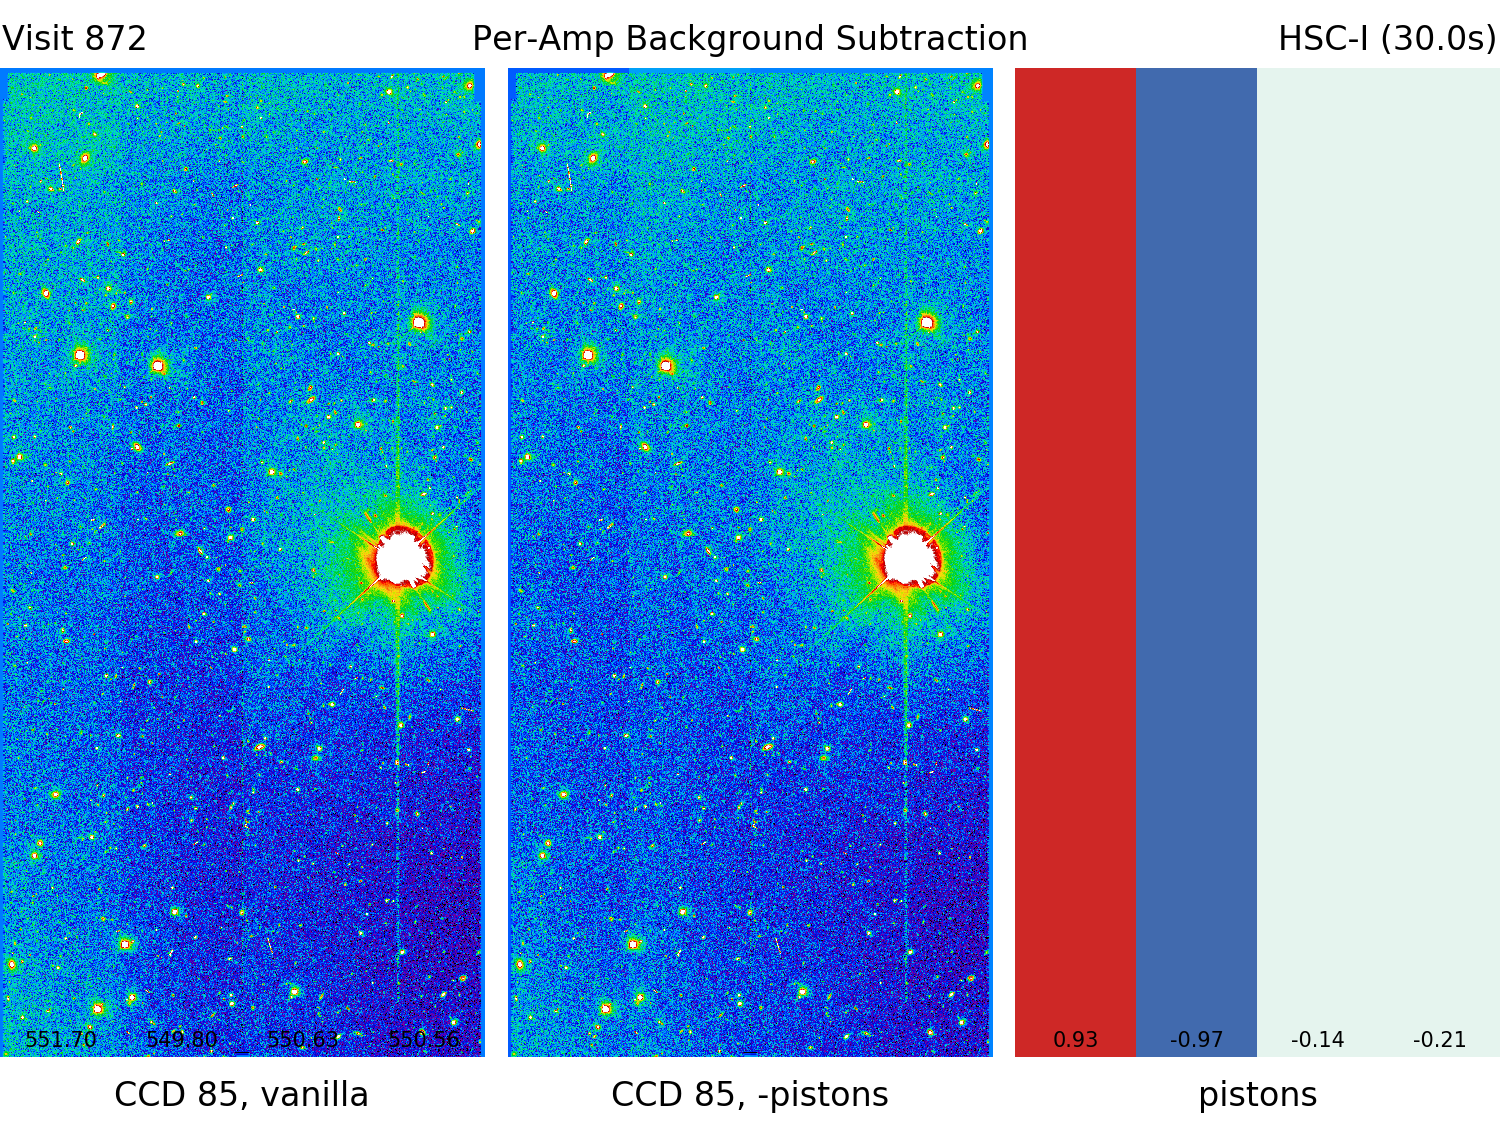 Visit 872 Per-Amp Background Subtraction HSC-I (30.0s)
551.70 549.80 550.63 550.56 0.93 -0.97 -0.14 -0.21
CCD 85, vanilla CCD 85, -pistons pistons